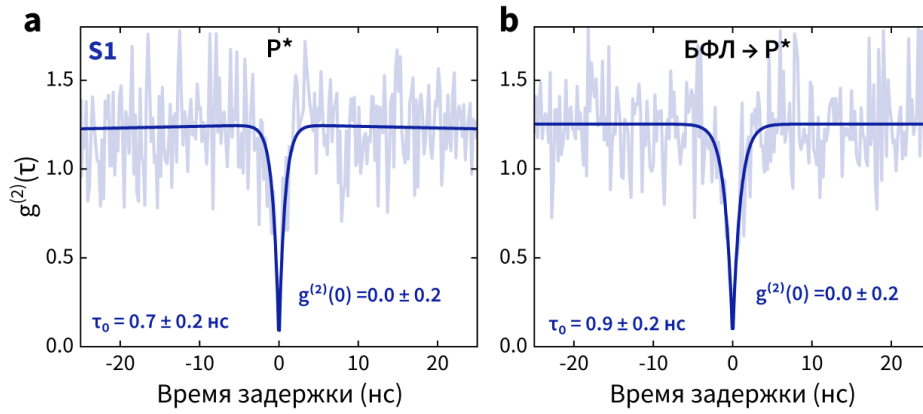 a
S1
P*
g⁽²⁾(τ)
1.5
1.0
0.5
0.0
g⁽²⁾(0) =0.0 ± 0.2
τ₀ = 0.7 ± 0.2 нс
-20 -10 0 10 20
Время задержки (нс)
b
БФЛ → P*
1.5
1.0
0.5
0.0
g⁽²⁾(0) =0.0 ± 0.2
τ₀ = 0.9 ± 0.2 нс
-20 -10 0 10 20
Время задержки (нс)